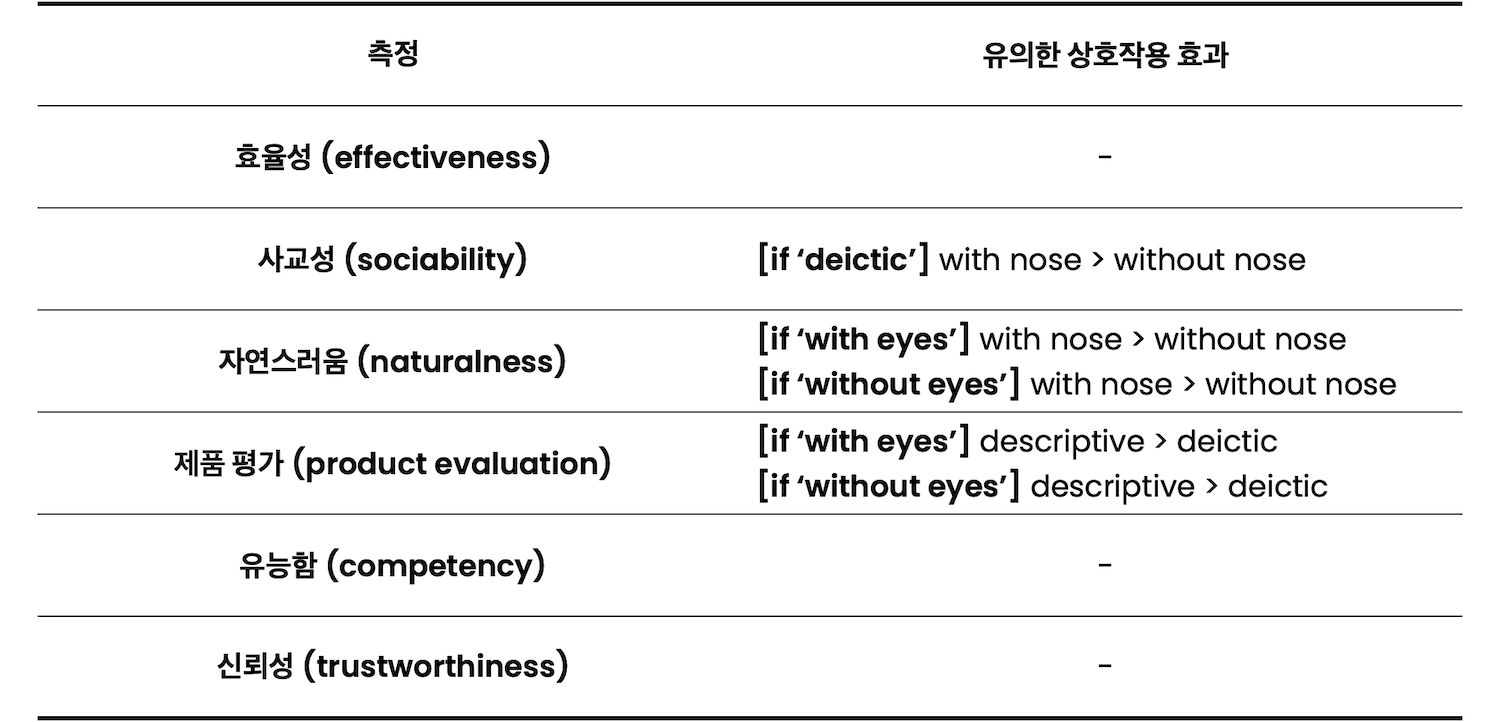 측정 유의한 상호작용 효과
효율성 (effectiveness) -
사교성 (sociability) [if ‘deictic’] with nose > without nose
자연스러움 (naturalness) [if ‘with eyes’] with nose > without nose
[if ‘without eyes’] with nose > without nose
제품 평가 (product evaluation) [if ‘with eyes’] descriptive > deictic
[if ‘without eyes’] descriptive > deictic
유능함 (competency) -
신뢰성 (trustworthiness) -